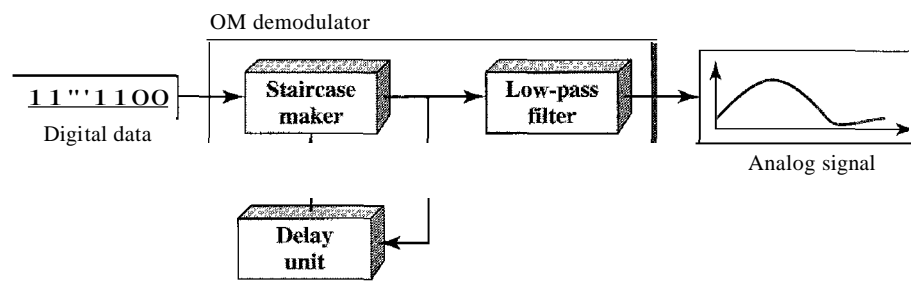 OM demodulator
Staircase
maker
Low-pass
filter
11"'1100
Digital data
Analog signal
Delay
unit